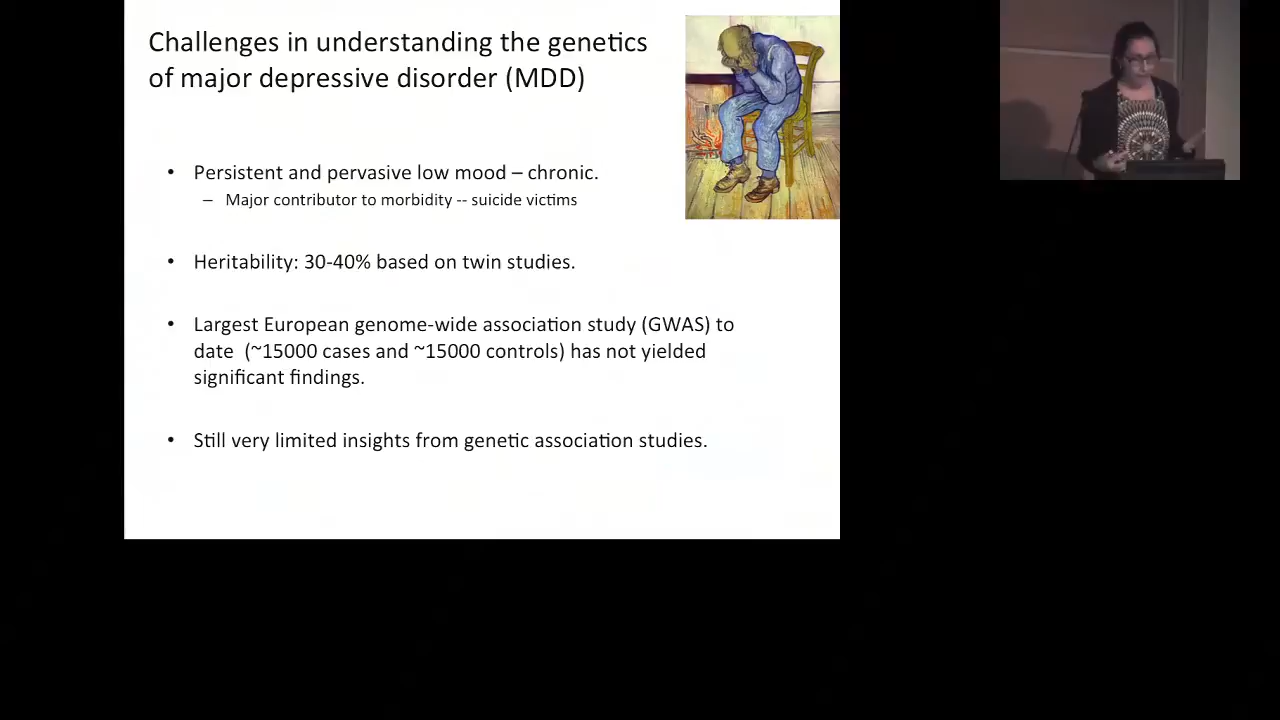 Challenges in understanding the genetics
of major depressive disorder (MDD)
• Persistent and pervasive low mood – chronic.
– Major contributor to morbidity -- suicide victims
• Heritability: 30-40% based on twin studies.
• Largest European genome-wide association study (GWAS) to
date (~15000 cases and ~15000 controls) has not yielded
significant findings.
• Still very limited insights from genetic association studies.